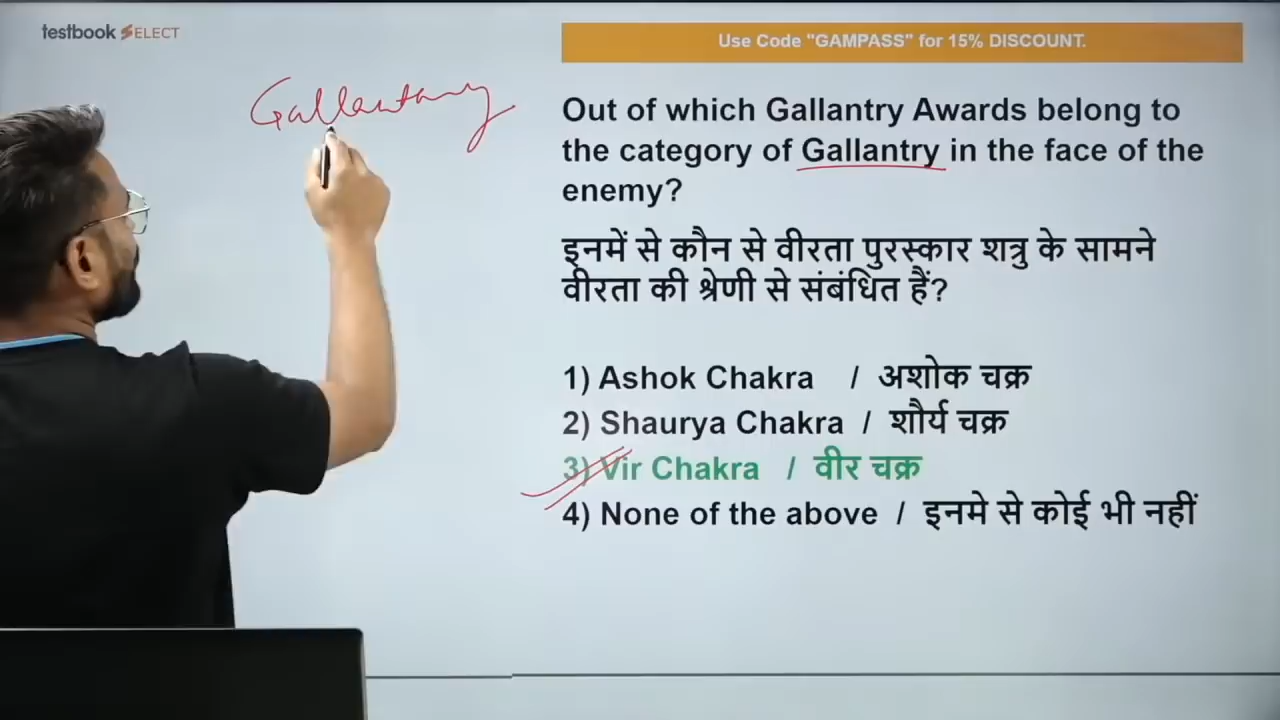 testbook SELECT
Use Code "GAMPASS" for 15% DISCOUNT.
Gallantary
Out of which Gallantry Awards belong to
the category of Gallantry in the face of the
enemy?
इनमें से कौन से वीरता पुरस्कार शत्रु के सामने
वीरता की श्रेणी से संबंधित हैं?
1) Ashok Chakra / अशोक चक्र
2) Shaurya Chakra / शौर्य चक्र
3) Vir Chakra / वीर चक्र
4) None of the above / इनमे से कोई भी नहीं